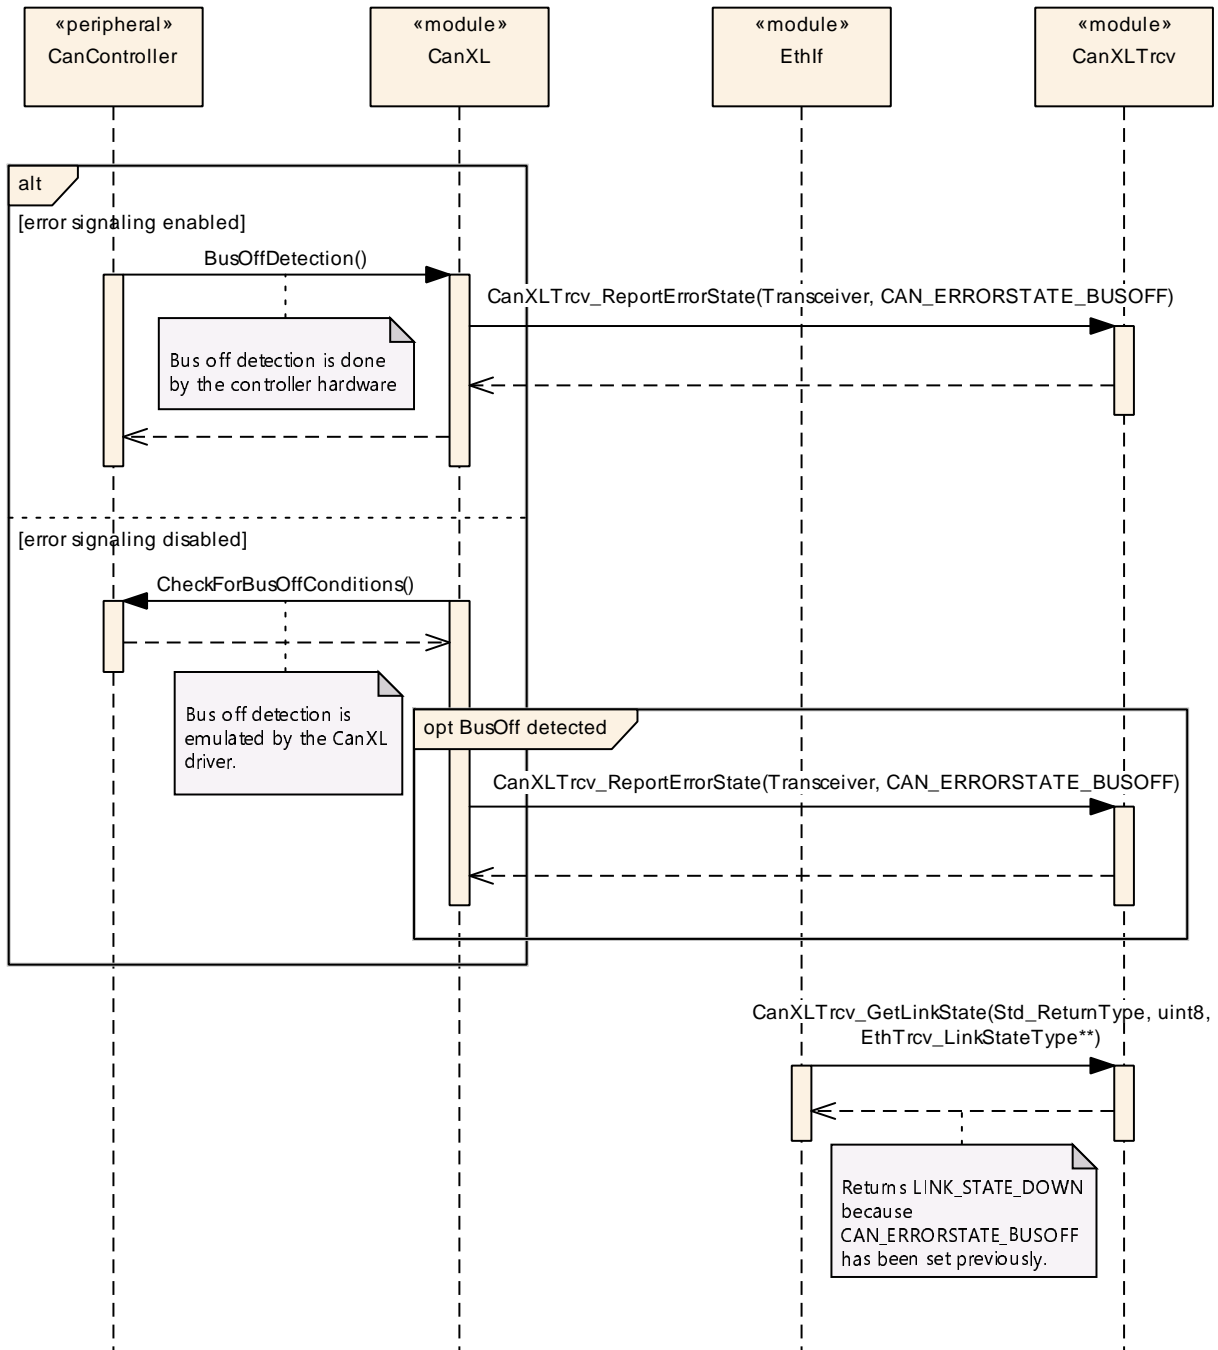 «peripheral»
CanController
«module»
CanXL
«module»
EthIf
«module»
CanXLTrcv
alt
[error signaling enabled]
BusOffDetection()
CanXLTrcv_ReportErrorState(Transceiver, CAN_ERRORSTATE_BUSOFF)
Bus off detection is done
by the controller hardware
[error signaling disabled]
CheckForBusOffConditions()
Bus off detection is
emulated by the CanXL
driver.
opt BusOff detected
CanXLTrcv_ReportErrorState(Transceiver, CAN_ERRORSTATE_BUSOFF)
CanXLTrcv_GetLinkState(Std_ReturnType, uint8,
EthTrcv_LinkStateType**)
Returns LINK_STATE_DOWN
because
CAN_ERRORSTATE_BUSOFF
has been set previously.